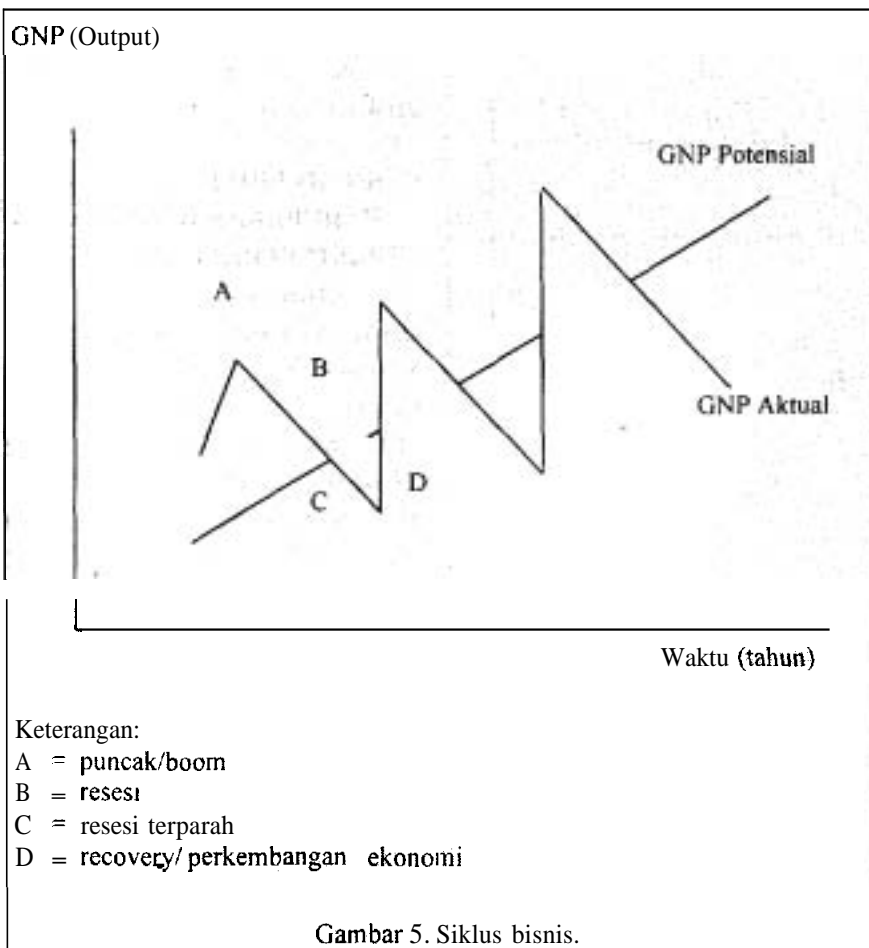 GNP (Output)
GNP Potensial
A
B
GNP Aktual
D
C
Waktu (tahun)
Keterangan:
A = puncak/boom
B = resesi
C = resesi terparah
D = recovery/ perkembangan ekonomi
Gambar 5. Siklus bisnis.